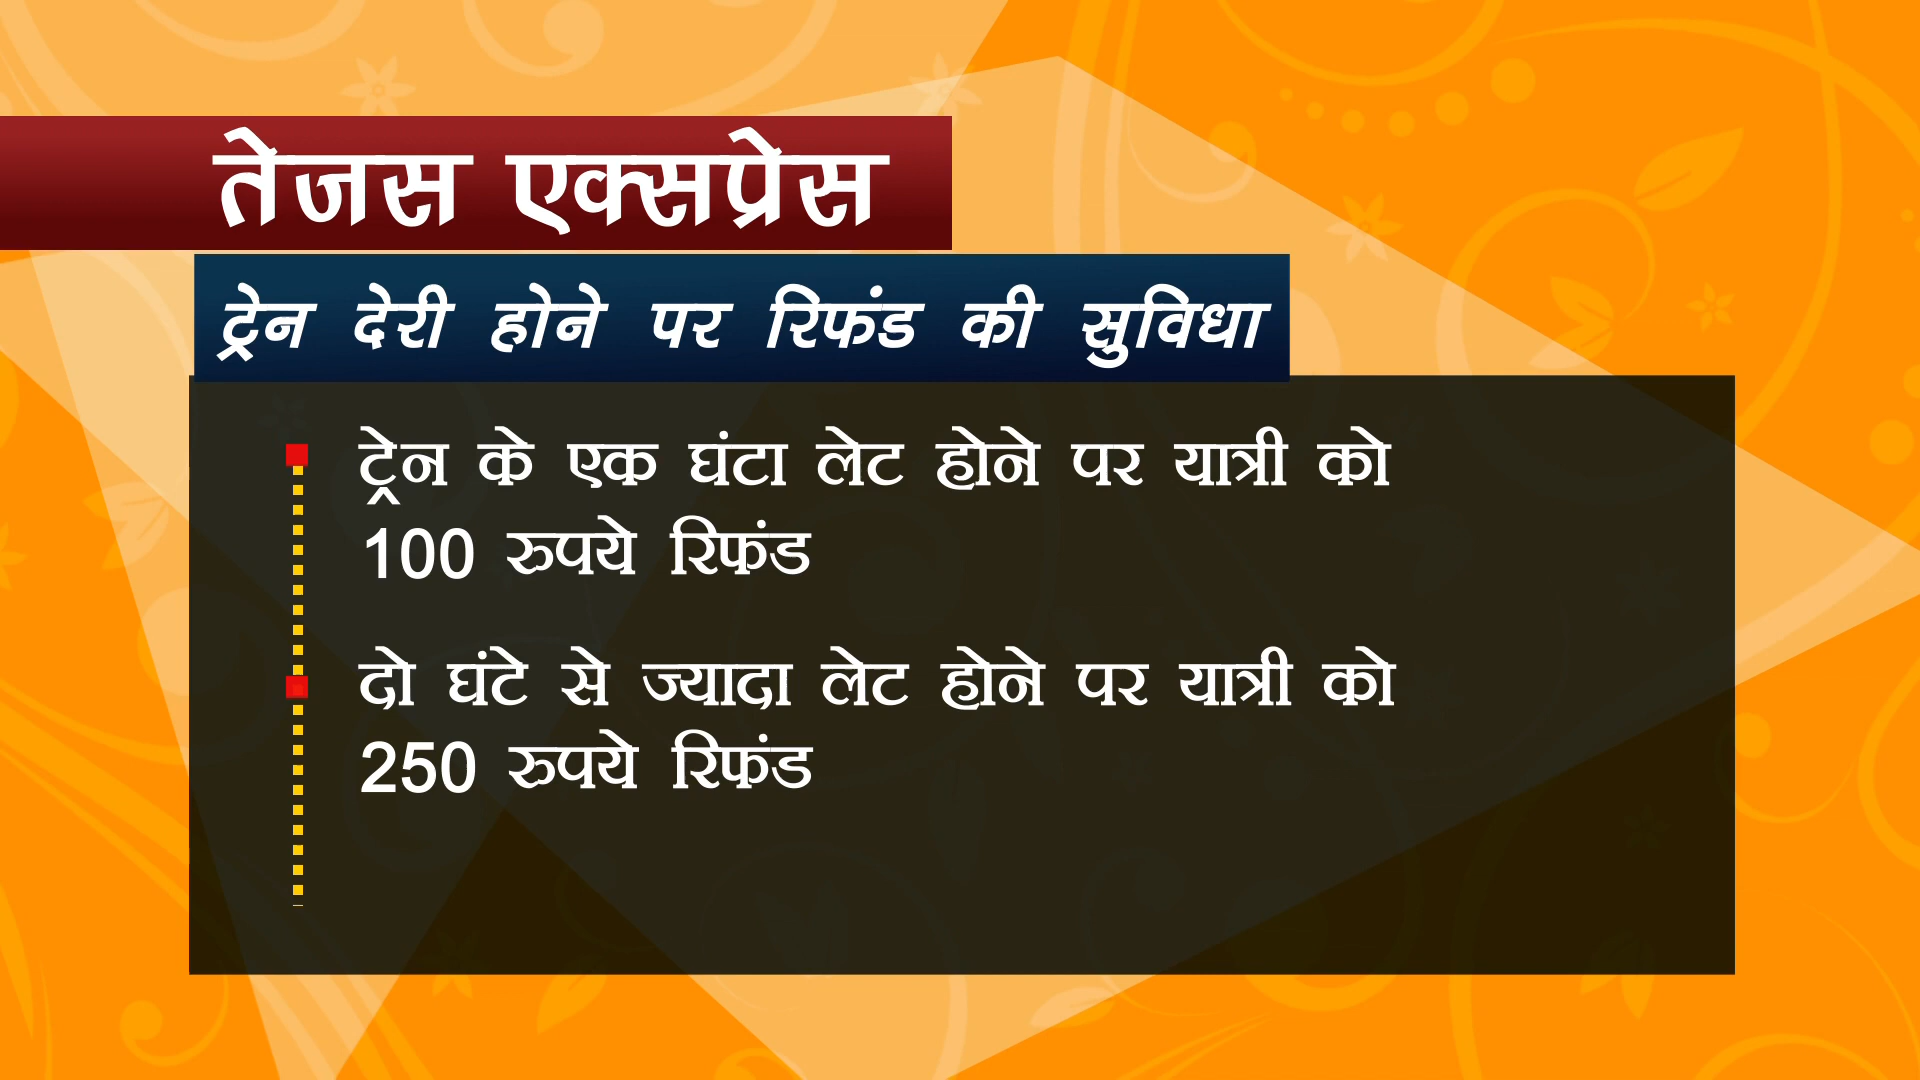 तेजस एक्सप्रेस
ट्रेन देरी होने पर रिफंड की सुविधा
ट्रेन के एक घंटा लेट होने पर यात्री को
100 रुपये रिफंड
दो घंटे से ज्यादा लेट होने पर यात्री को
250 रुपये रिफंड